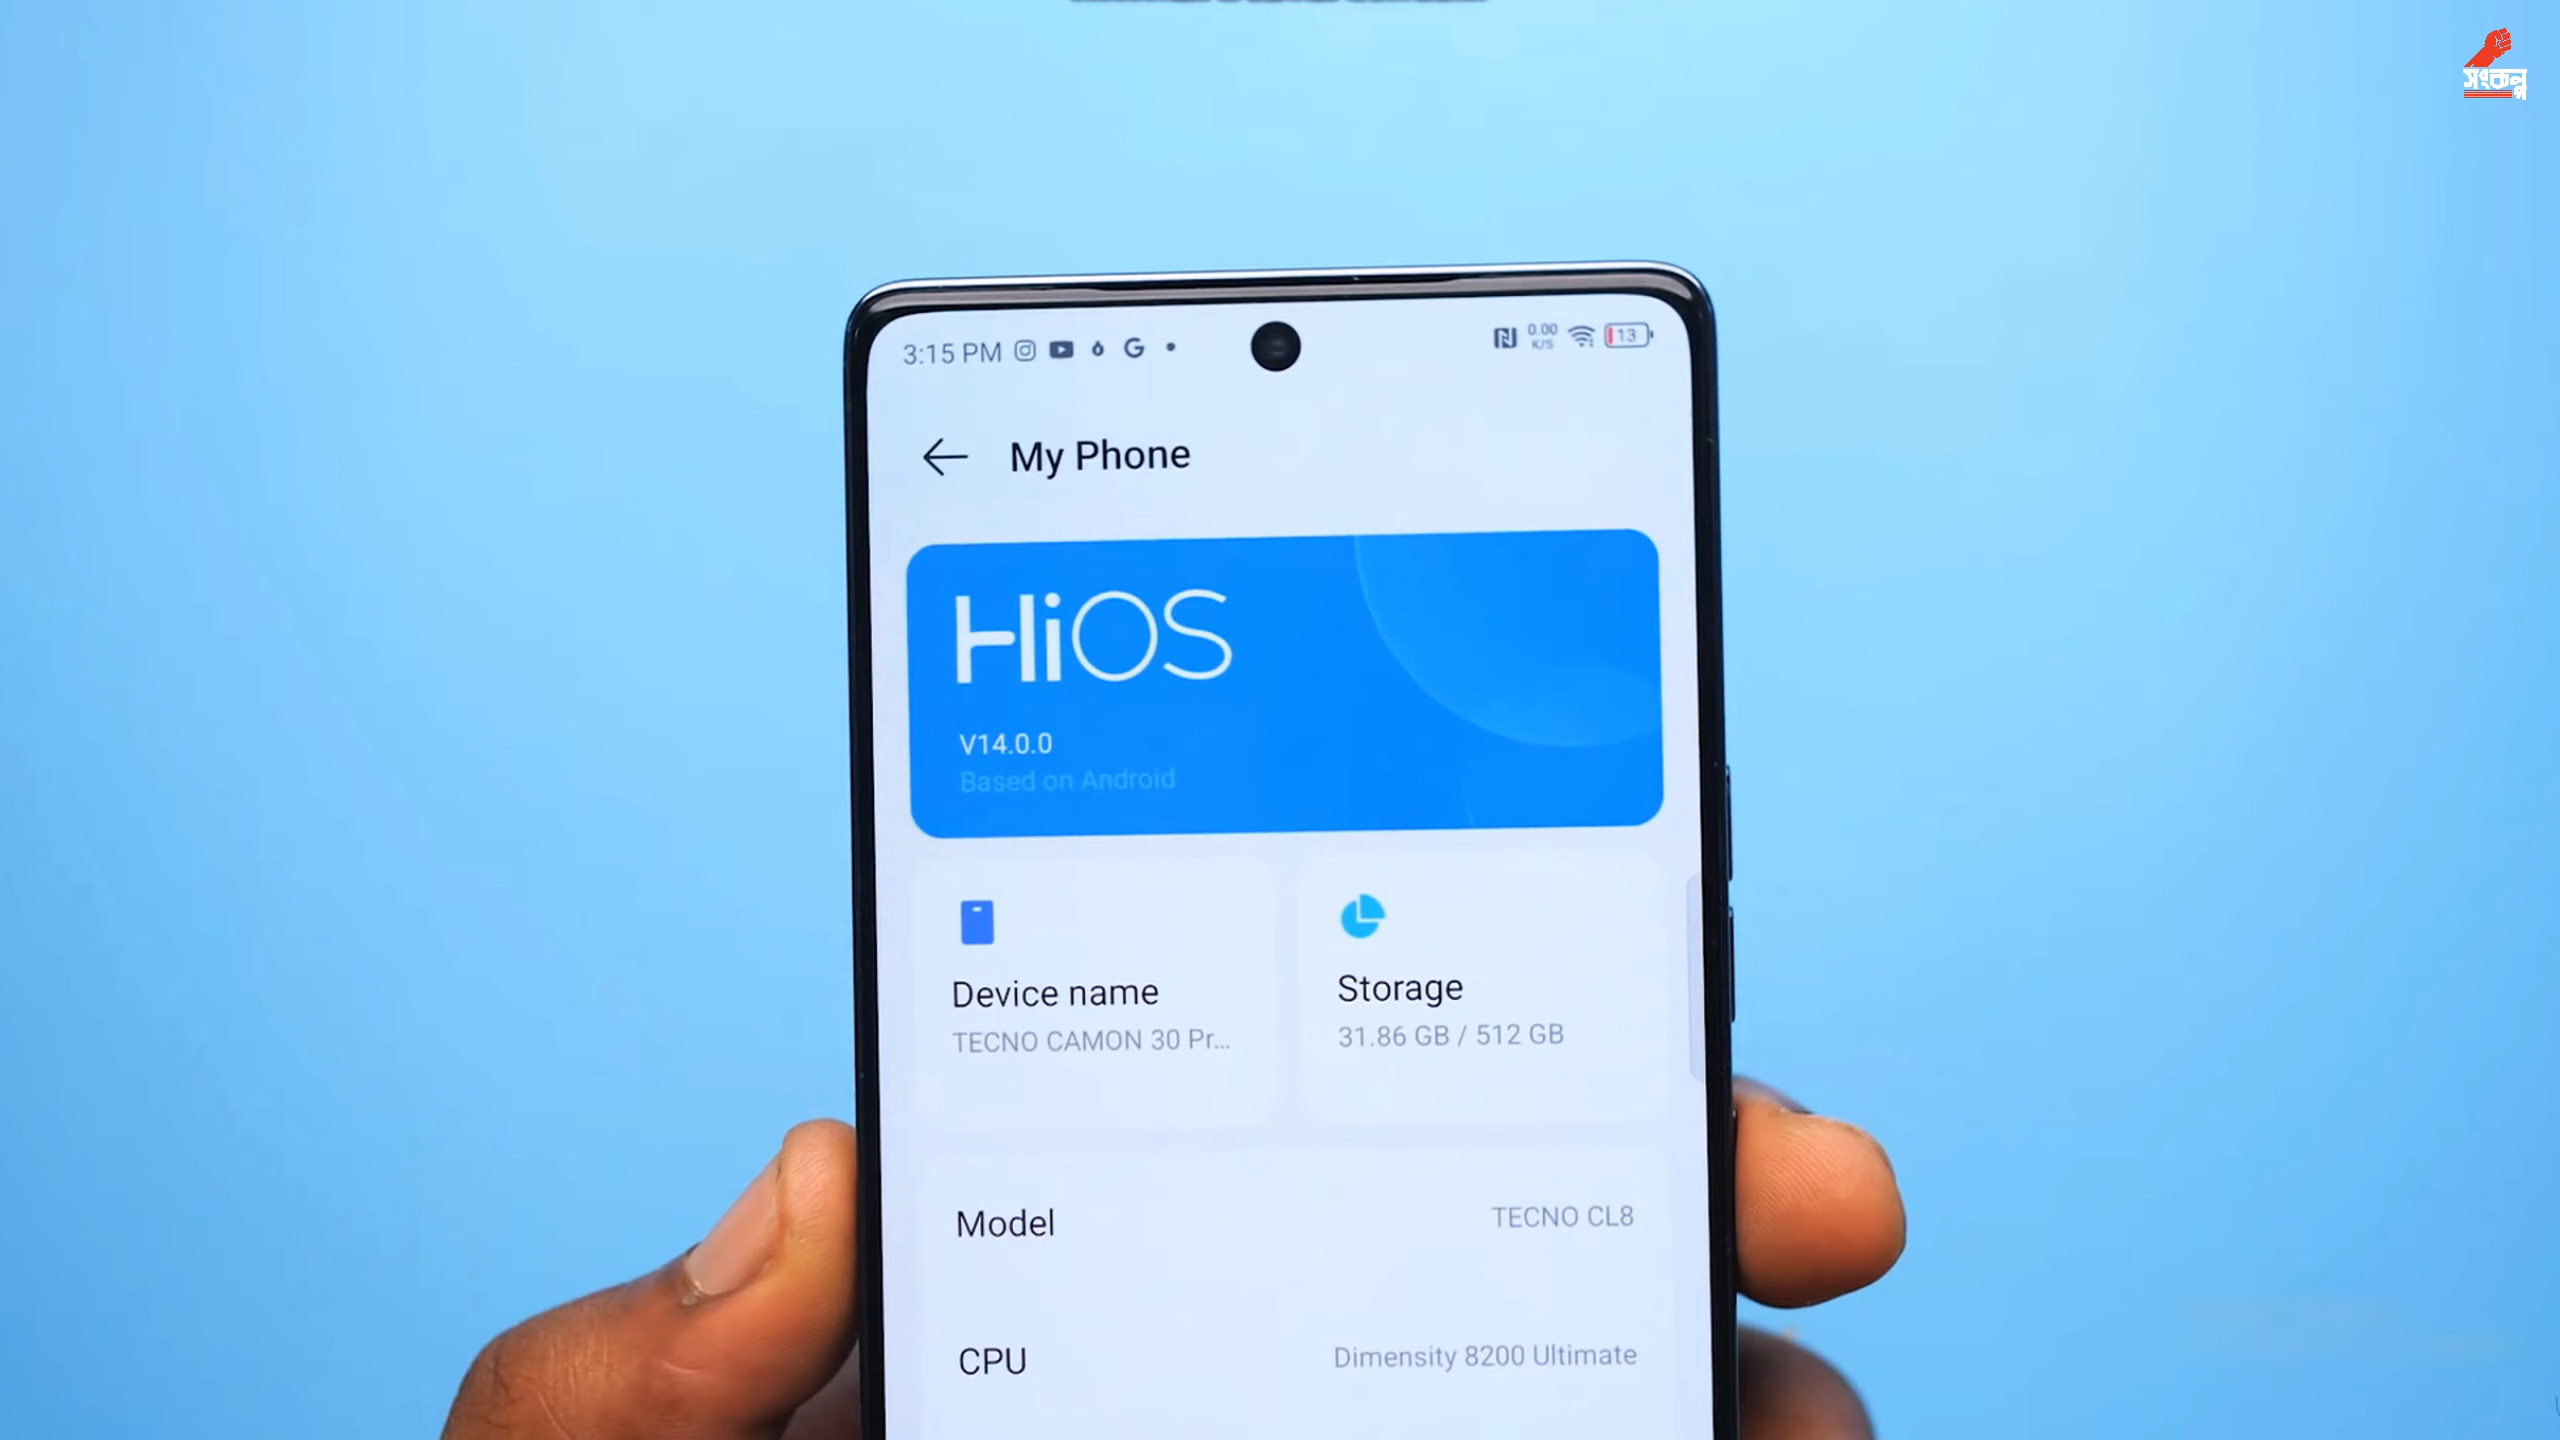 সংকল্প
3:15 PM
0.00
K/S
13
My Phone
HiOS
V14.0.0
Based on Android
Device name
TECNO CAMON 30 Pr...
Storage
31.86 GB / 512 GB
Model
TECNO CL8
CPU
Dimensity 8200 Ultimate